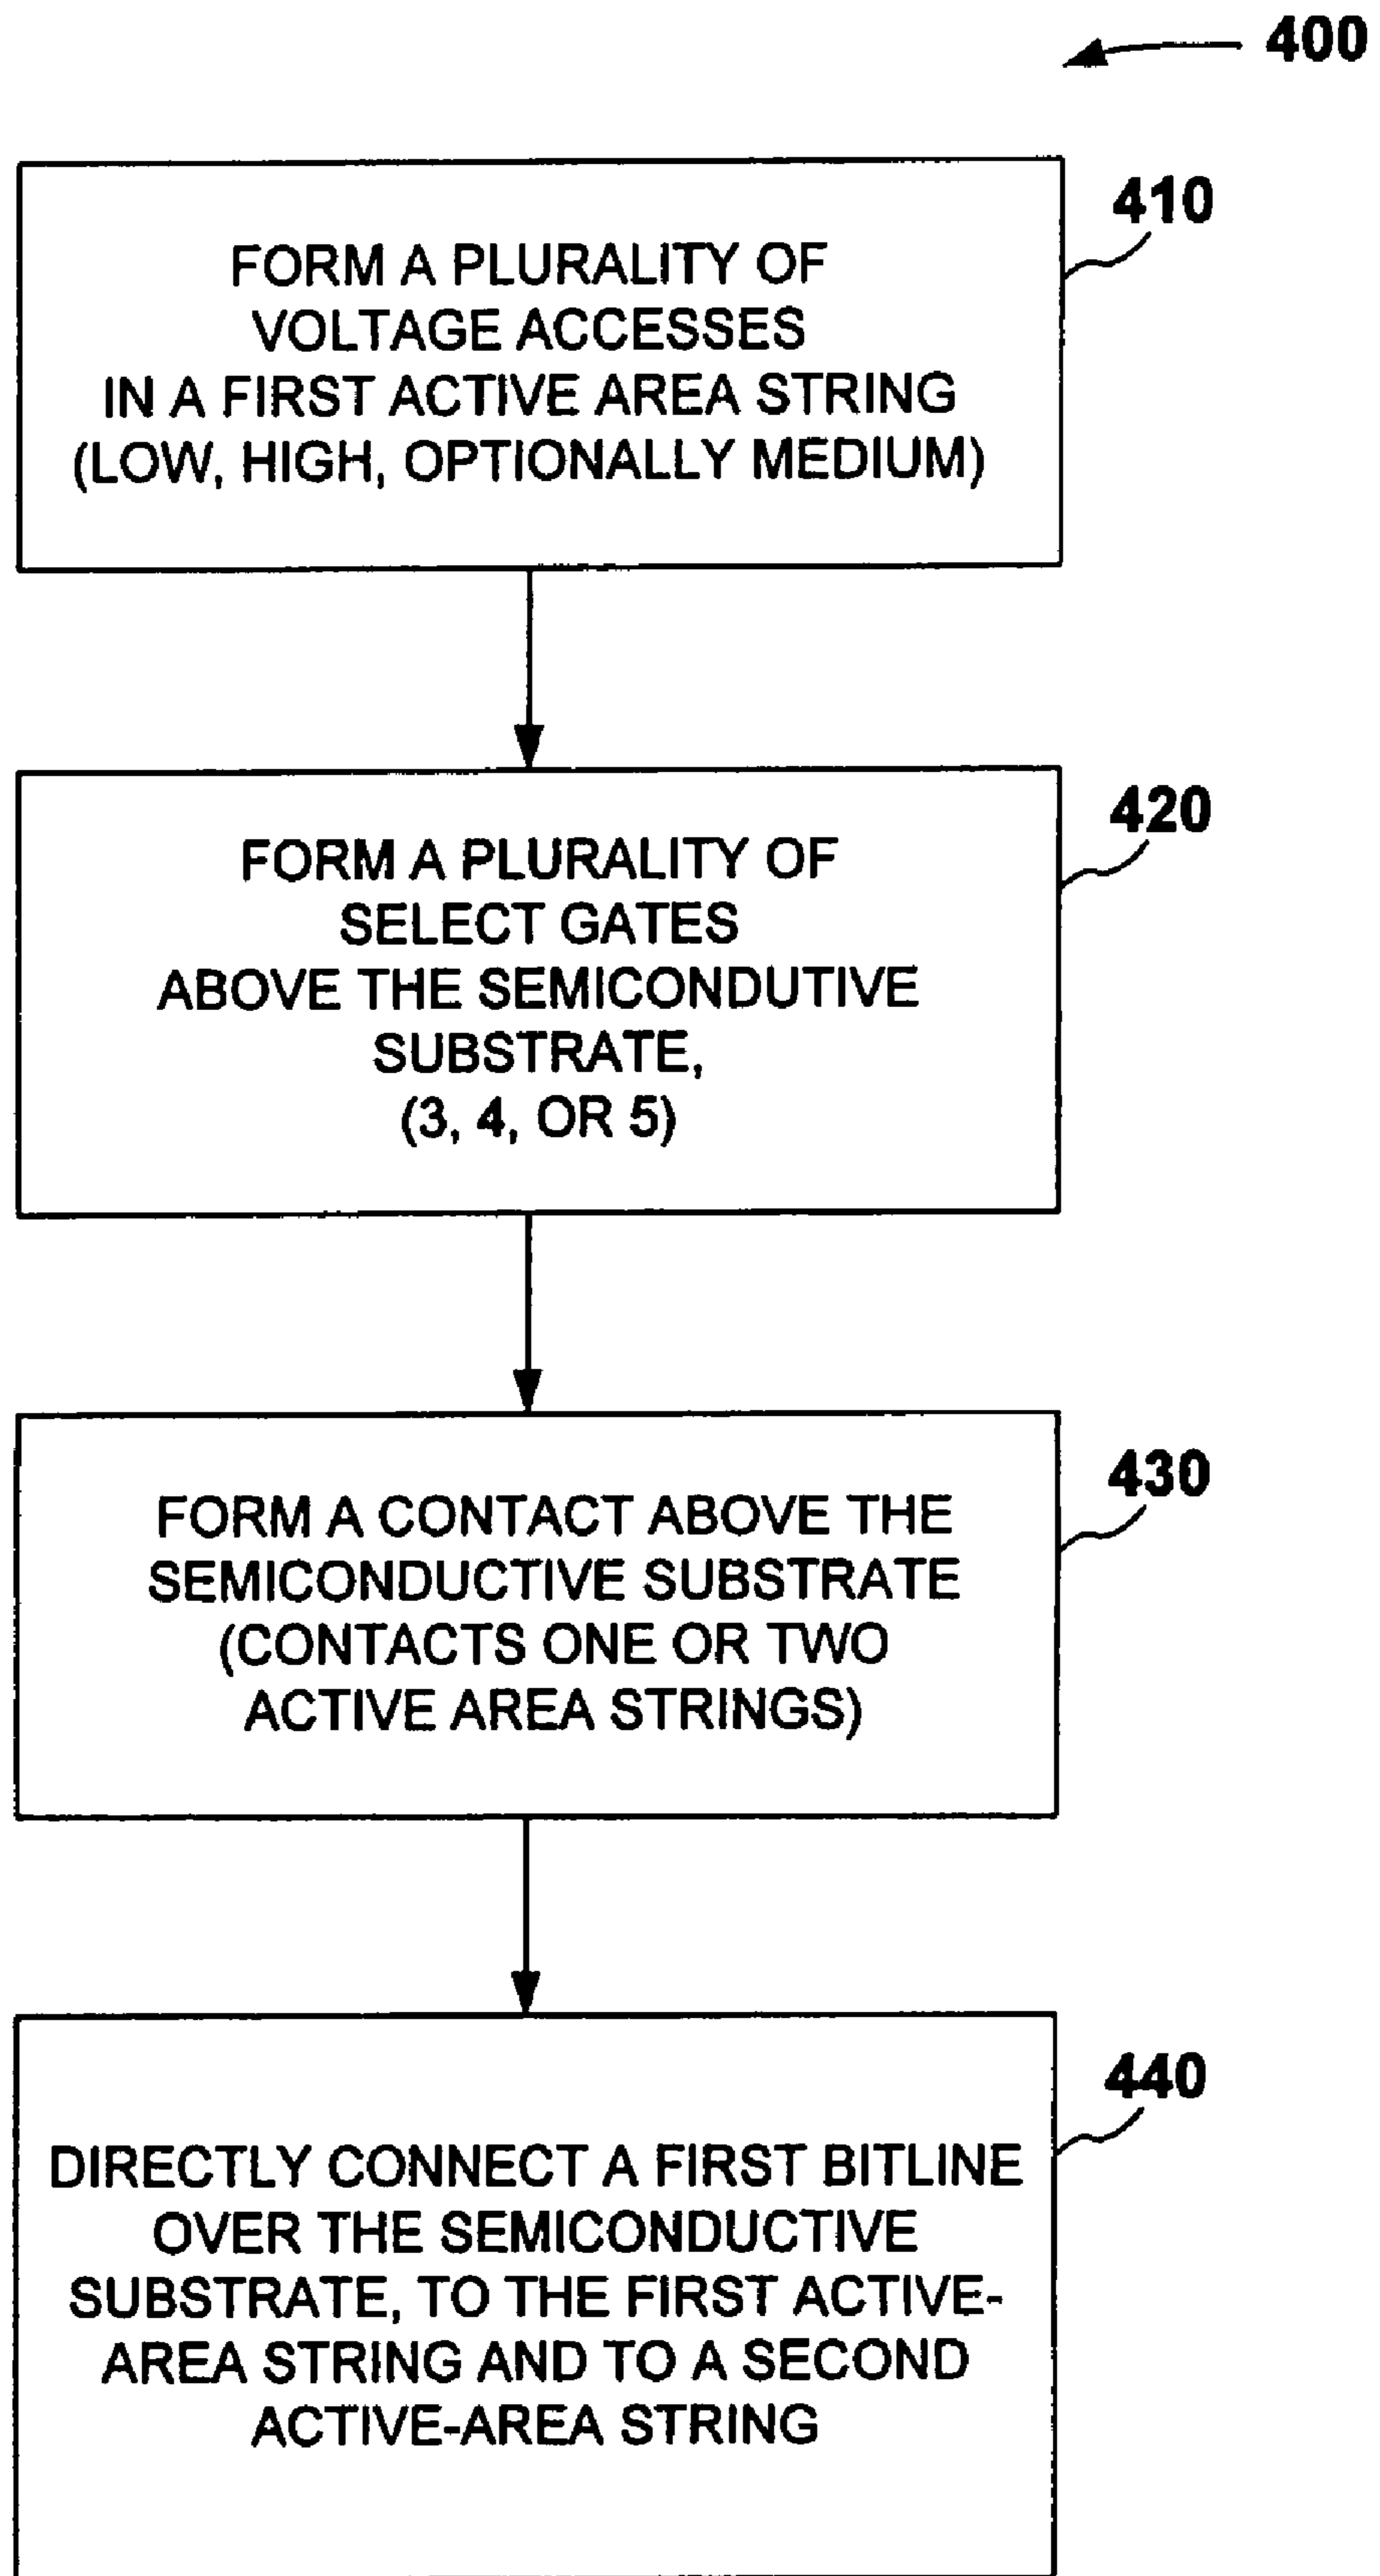 400
410
FORM A PLURALITY OF
VOLTAGE ACCESSES
IN A FIRST ACTIVE AREA STRING
(LOW, HIGH, OPTIONALLY MEDIUM)
420
FORM A PLURALITY OF
SELECT GATES
ABOVE THE SEMICONDUTIVE
SUBSTRATE,
(3, 4, OR 5)
430
FORM A CONTACT ABOVE THE
SEMICONDUCTIVE SUBSTRATE
(CONTACTS ONE OR TWO
ACTIVE AREA STRINGS)
440
DIRECTLY CONNECT A FIRST BITLINE
OVER THE SEMICONDUCTIVE
SUBSTRATE, TO THE FIRST ACTIVE-
AREA STRING AND TO A SECOND
ACTIVE-AREA STRING